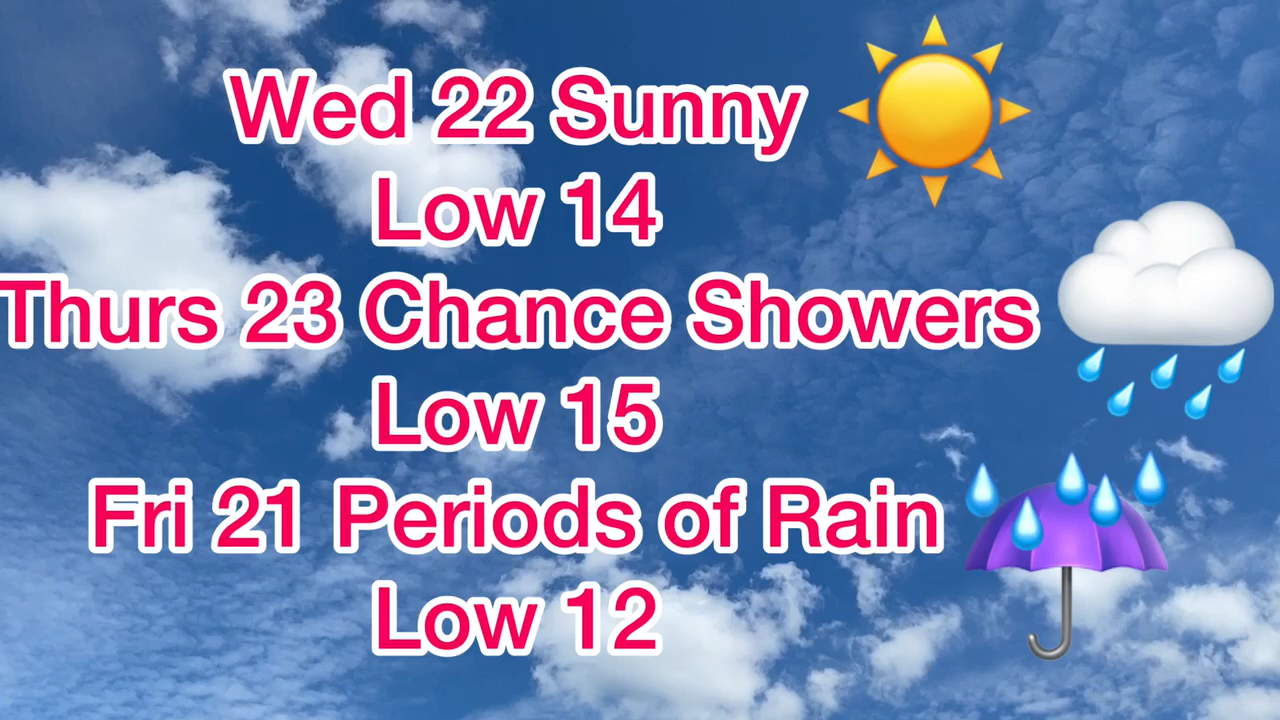 Wed 22 Sunny
Low 14
Thurs 23 Chance Showers
Low 15
Fri 21 Periods of Rain
Low 12